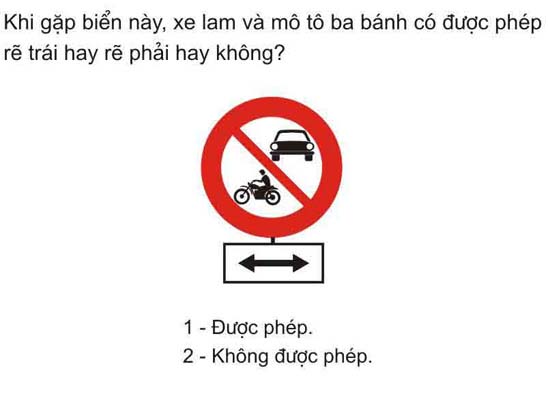 Khi gặp biển này, xe lam và mô tô ba bánh có được phép
rẽ trái hay rẽ phải hay không?
1 - Được phép.
2 - Không được phép.